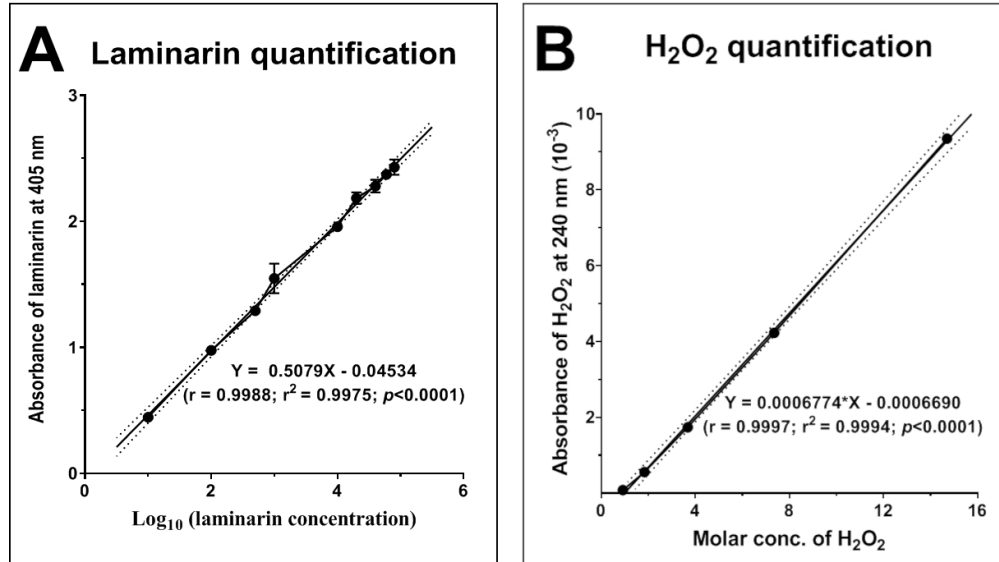 A
Laminarin quantification
Absorbance of laminarin at 405 nm
3
2
1
0
0
2
4
6
Y = 0.5079X - 0.04534
(r = 0.9988; r² = 0.9975; p<0.0001)
Log₁₀ (laminarin concentration)
B
H₂O₂ quantification
Absorbance of H₂O₂ at 240 nm (10⁻³)
10
8
6
4
2
0
4
8
12
16
Y = 0.0006774*X - 0.0006690
(r = 0.9997; r² = 0.9994; p<0.0001)
Molar conc. of H₂O₂